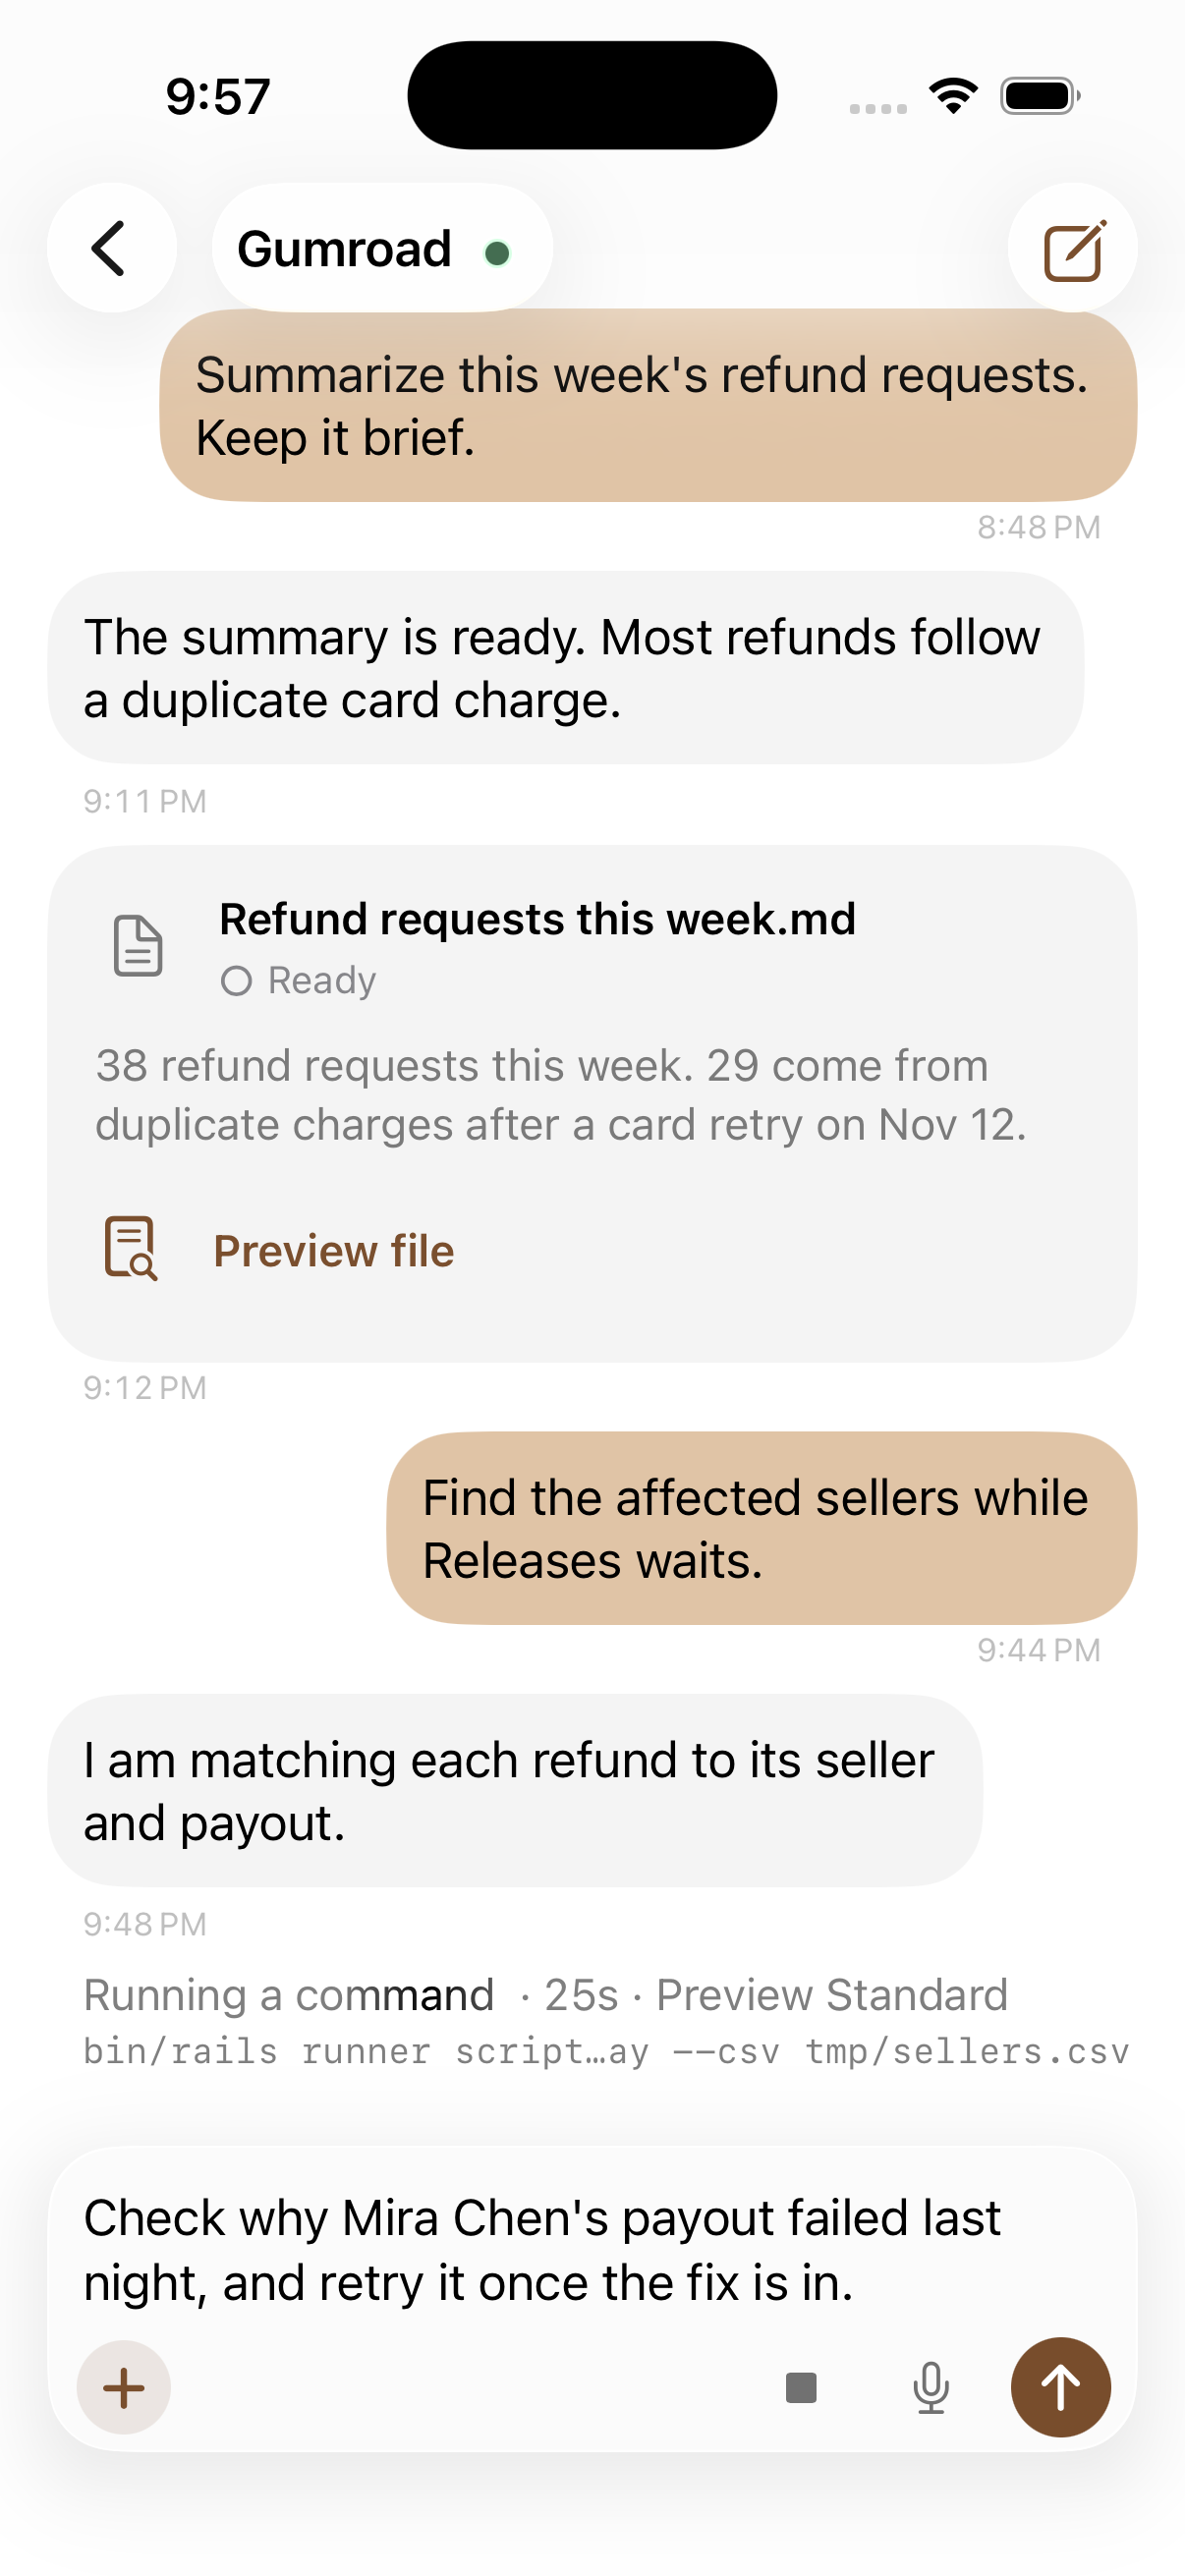 9:57
Gumroad
Summarize this week's refund requests.
Keep it brief.
8:48 PM
The summary is ready. Most refunds follow
a duplicate card charge.
9:11 PM
Refund requests this week.md
Ready
38 refund requests this week. 29 come from
duplicate charges after a card retry on Nov 12.
Preview file
9:12 PM
Find the affected sellers while
Releases waits.
9:44 PM
I am matching each refund to its seller
and payout.
9:48 PM
Running a command · 25s · Preview Standard
bin/rails runner script…ay --csv tmp/sellers.csv
Check why Mira Chen's payout failed last
night, and retry it once the fix is in.